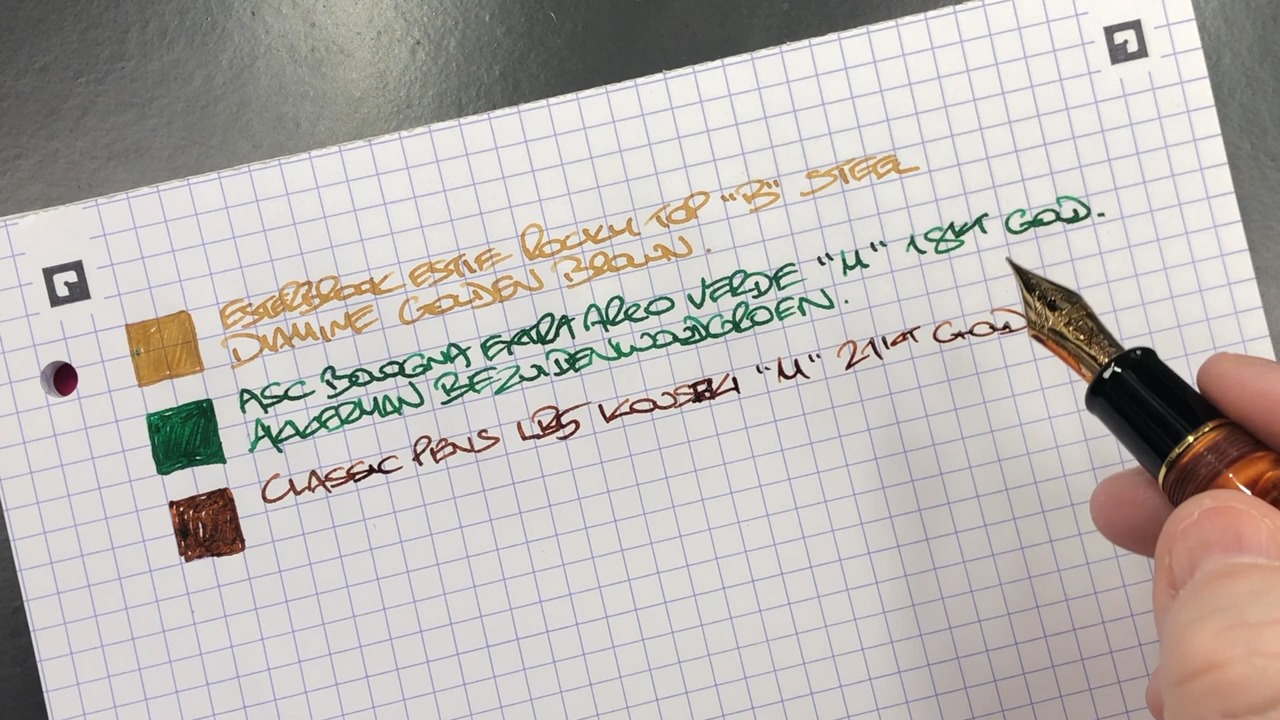 ESTERBROOK ESTIE ROCKY TOP "B" STEEL
DIAMINE GOLDEN BROWN.
ASC BOLOGNA EXTRA ARCO VERDE "M" 18KT GOLD.
AKKERMAN BEZUIDENWOUDGROEN.
CLASSIC PENS LB5 KOUSEKI "M" 21KT GOLD